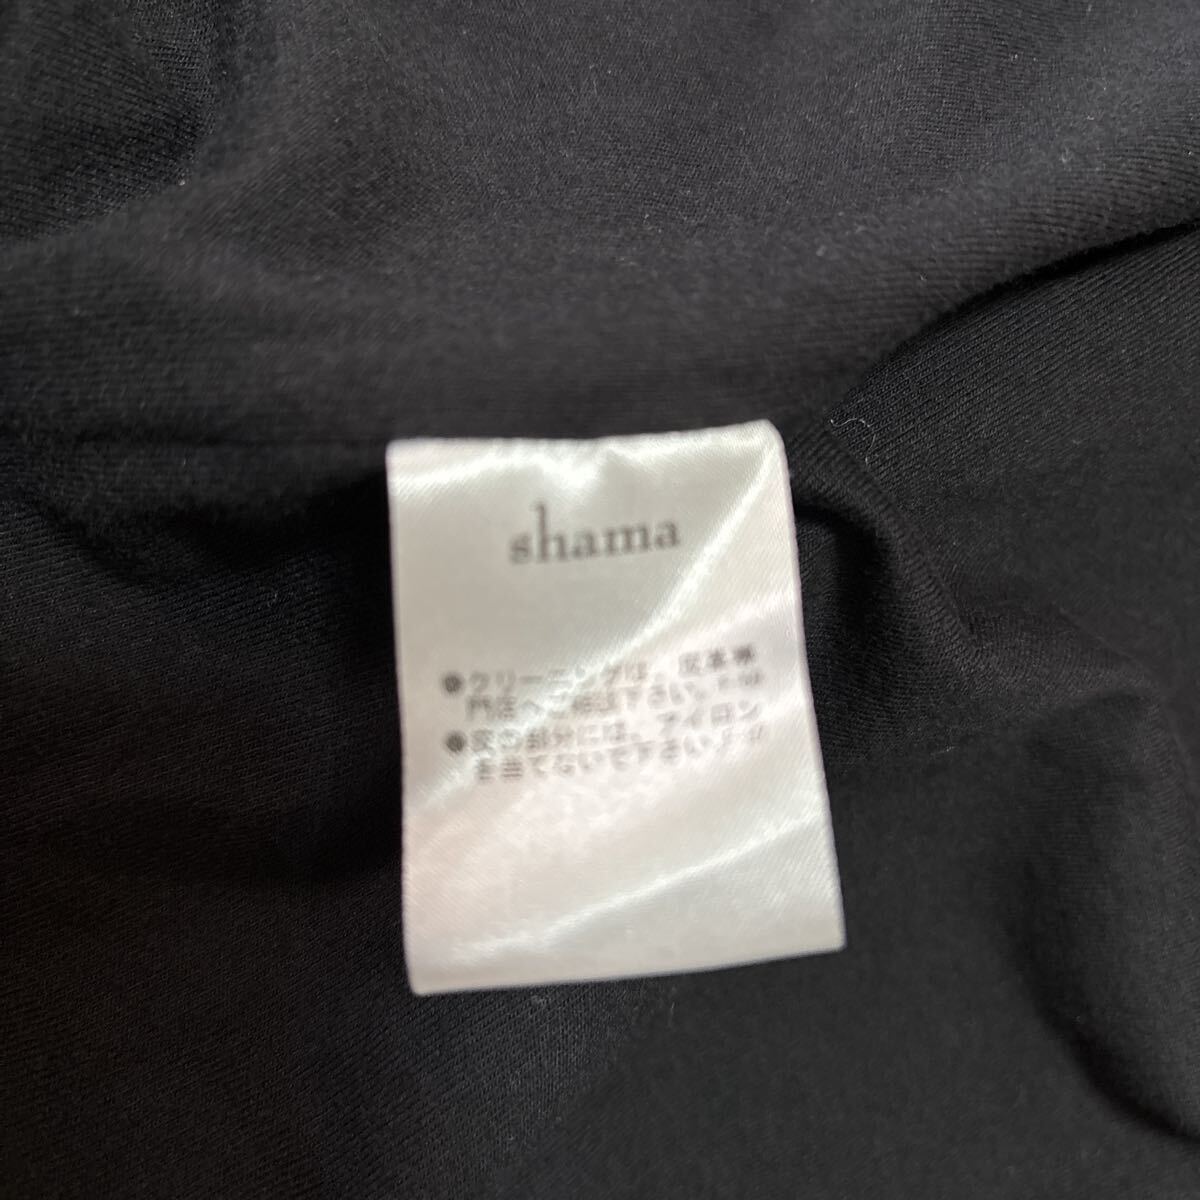 shama
●クリーニングは、皮革専
門店へご相談下さい。
●皮の部分には、アイロン
を当てないで下さい。